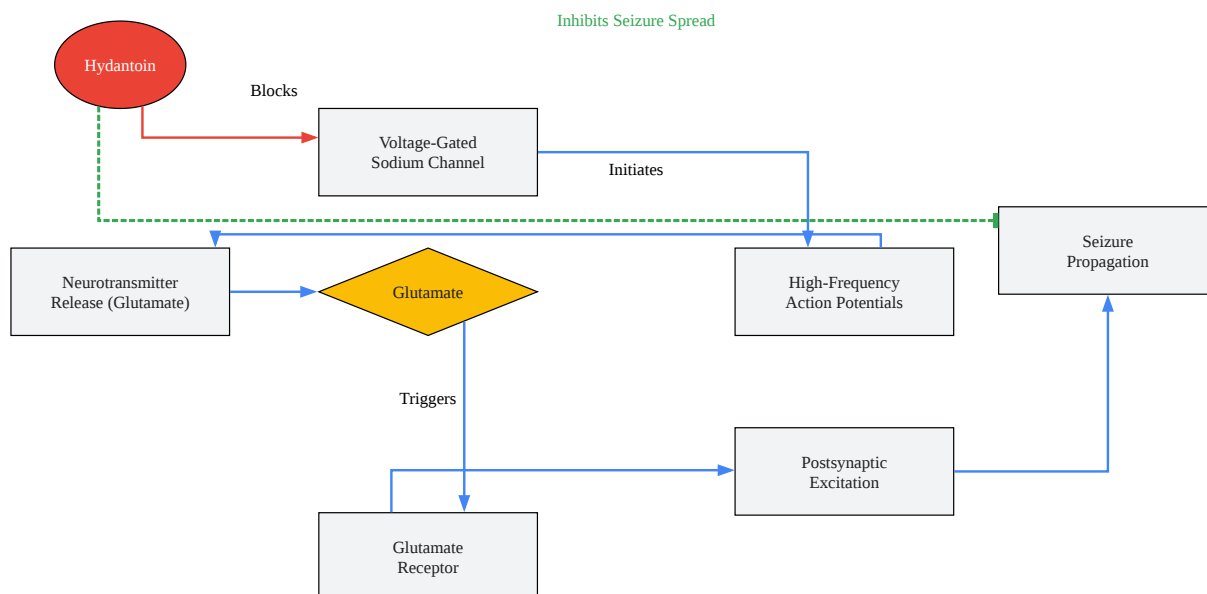 Inhibits Seizure Spread
Hydantoin
Blocks
Voltage-Gated
Sodium Channel
Initiates
Seizure
Propagation
Neurotransmitter
Release (Glutamate)
Glutamate
High-Frequency
Action Potentials
Triggers
Postsynaptic
Excitation
Glutamate
Receptor